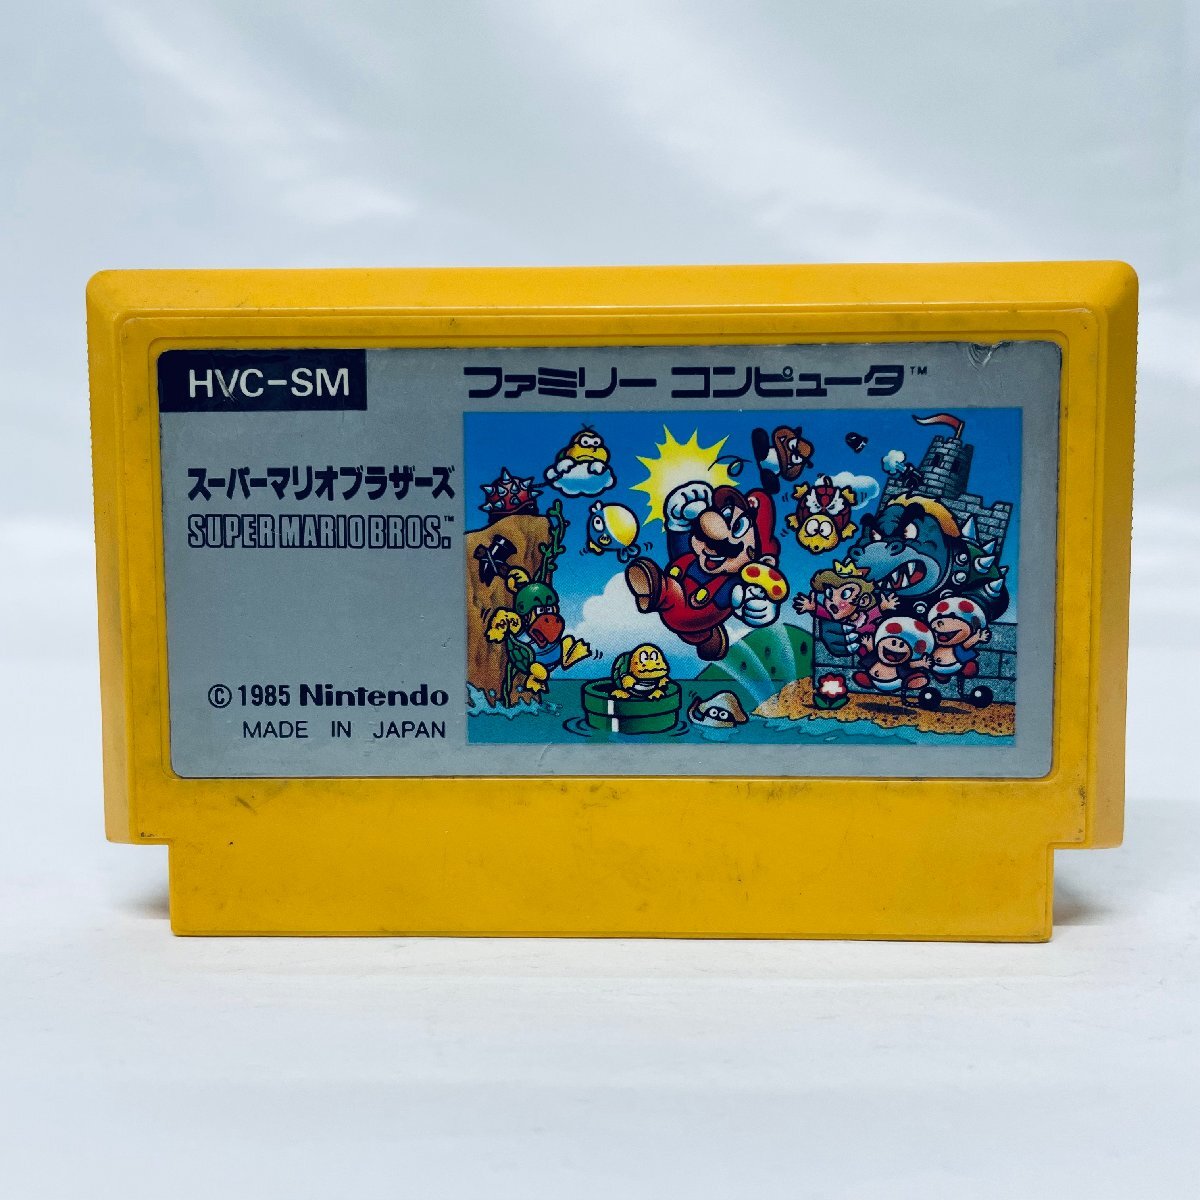 HVC-SM
ファミリー コンピュータ™
スーパーマリオブラザーズ
SUPER MARIO BROS.™
© 1985 Nintendo
MADE IN JAPAN